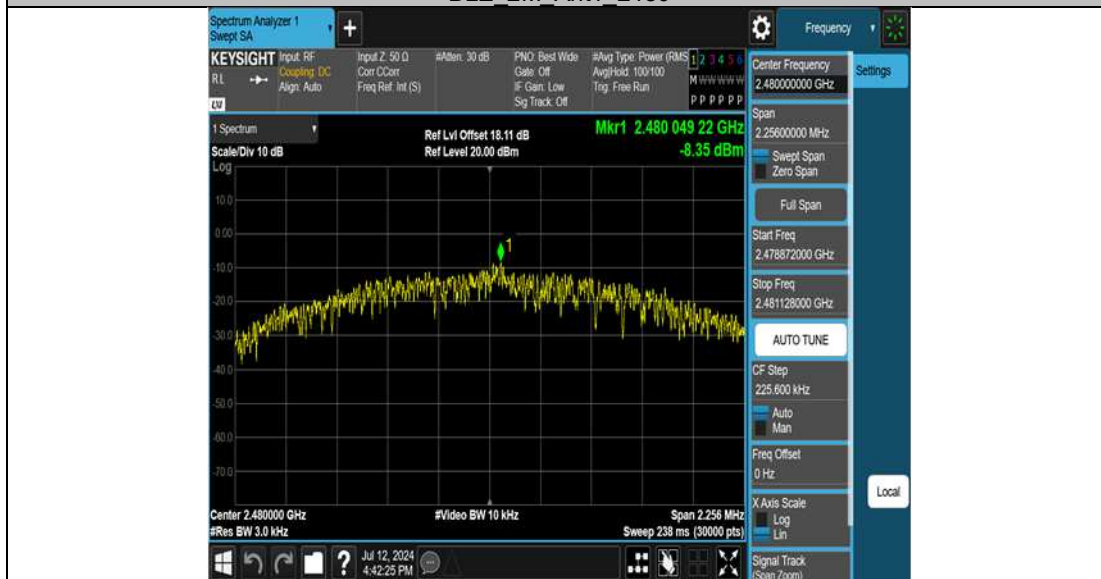 Spectrum Analyzer 1
Swept SA
+
Frequency
KEYSIGHT
RL
Input: RF
Coupling: DC
Align: Auto
Input Z: 50 Ω
Corr CCorr
Freq Ref: Int (S)
#Atten: 30 dB
PNO: Best Wide
Gate: Off
IF Gain: Low
Sig Track: Off
#Avg Type: Power (RMS
Avg|Hold: 100/100
Trig: Free Run
1 2 3 4 5 6
M W W W W W
P P P P P P
1 Spectrum
Scale/Div 10 dB
Log
Ref Lvl Offset 18.11 dB
Ref Level 20.00 dBm
Mkr1 2.480 049 22 GHz
-8.35 dBm
10.0
0.00
1
-10.0
-20.0
-30.0
-40.0
-50.0
-60.0
-70.0
Center 2.480000 GHz
#Video BW 10 kHz
Span 2.256 MHz
#Res BW 3.0 kHz
Sweep 238 ms (30000 pts)
?
Jul 12, 2024
4:42:25 PM
Center Frequency
2.480000000 GHz
Settings
Span
2.25600000 MHz
Swept Span
Zero Span
Full Span
Start Freq
2.478872000 GHz
Stop Freq
2.481128000 GHz
AUTO TUNE
CF Step
225.600 kHz
Auto
Man
Freq Offset
0 Hz
X Axis Scale
Log
Lin
Local
Signal Track
(Span Zoom)